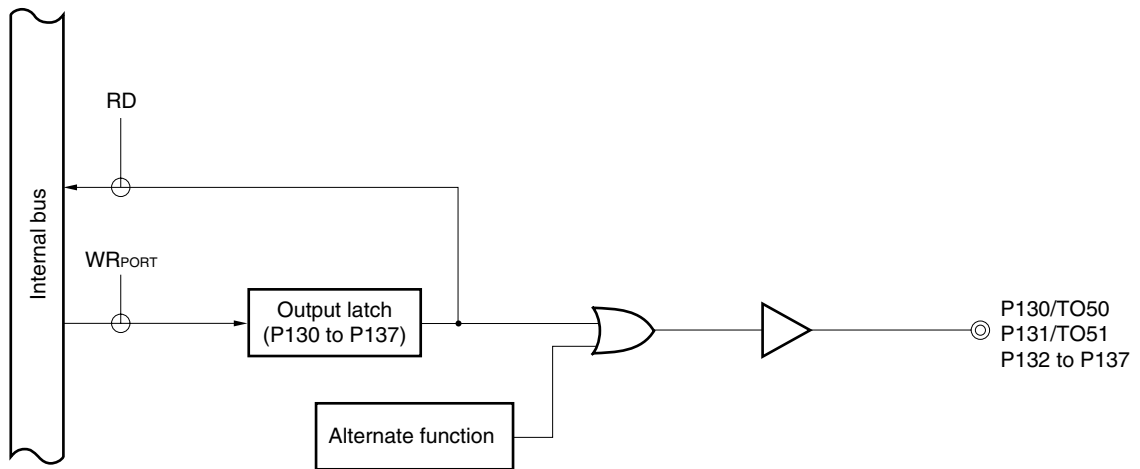 RD
Internal bus
WRPORT
Output latch
(P130 to P137)
P130/TO50
P131/TO51
P132 to P137
Alternate function